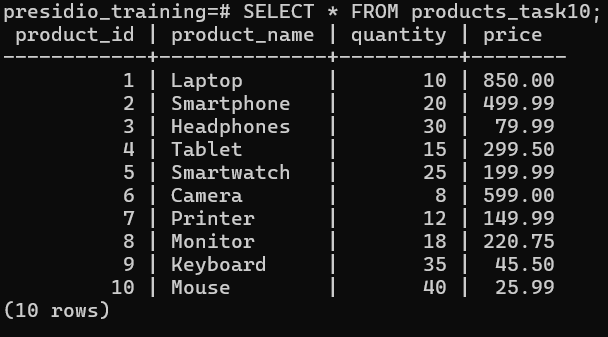 presidio_training=# SELECT * FROM products_task10;
 product_id | product_name | quantity | price
------------+--------------+----------+--------
          1 | Laptop       |       10 | 850.00
          2 | Smartphone   |       20 | 499.99
          3 | Headphones   |       30 |  79.99
          4 | Tablet       |       15 | 299.50
          5 | Smartwatch   |       25 | 199.99
          6 | Camera       |        8 | 599.00
          7 | Printer      |       12 | 149.99
          8 | Monitor      |       18 | 220.75
          9 | Keyboard     |       35 |  45.50
         10 | Mouse        |       40 |  25.99
(10 rows)